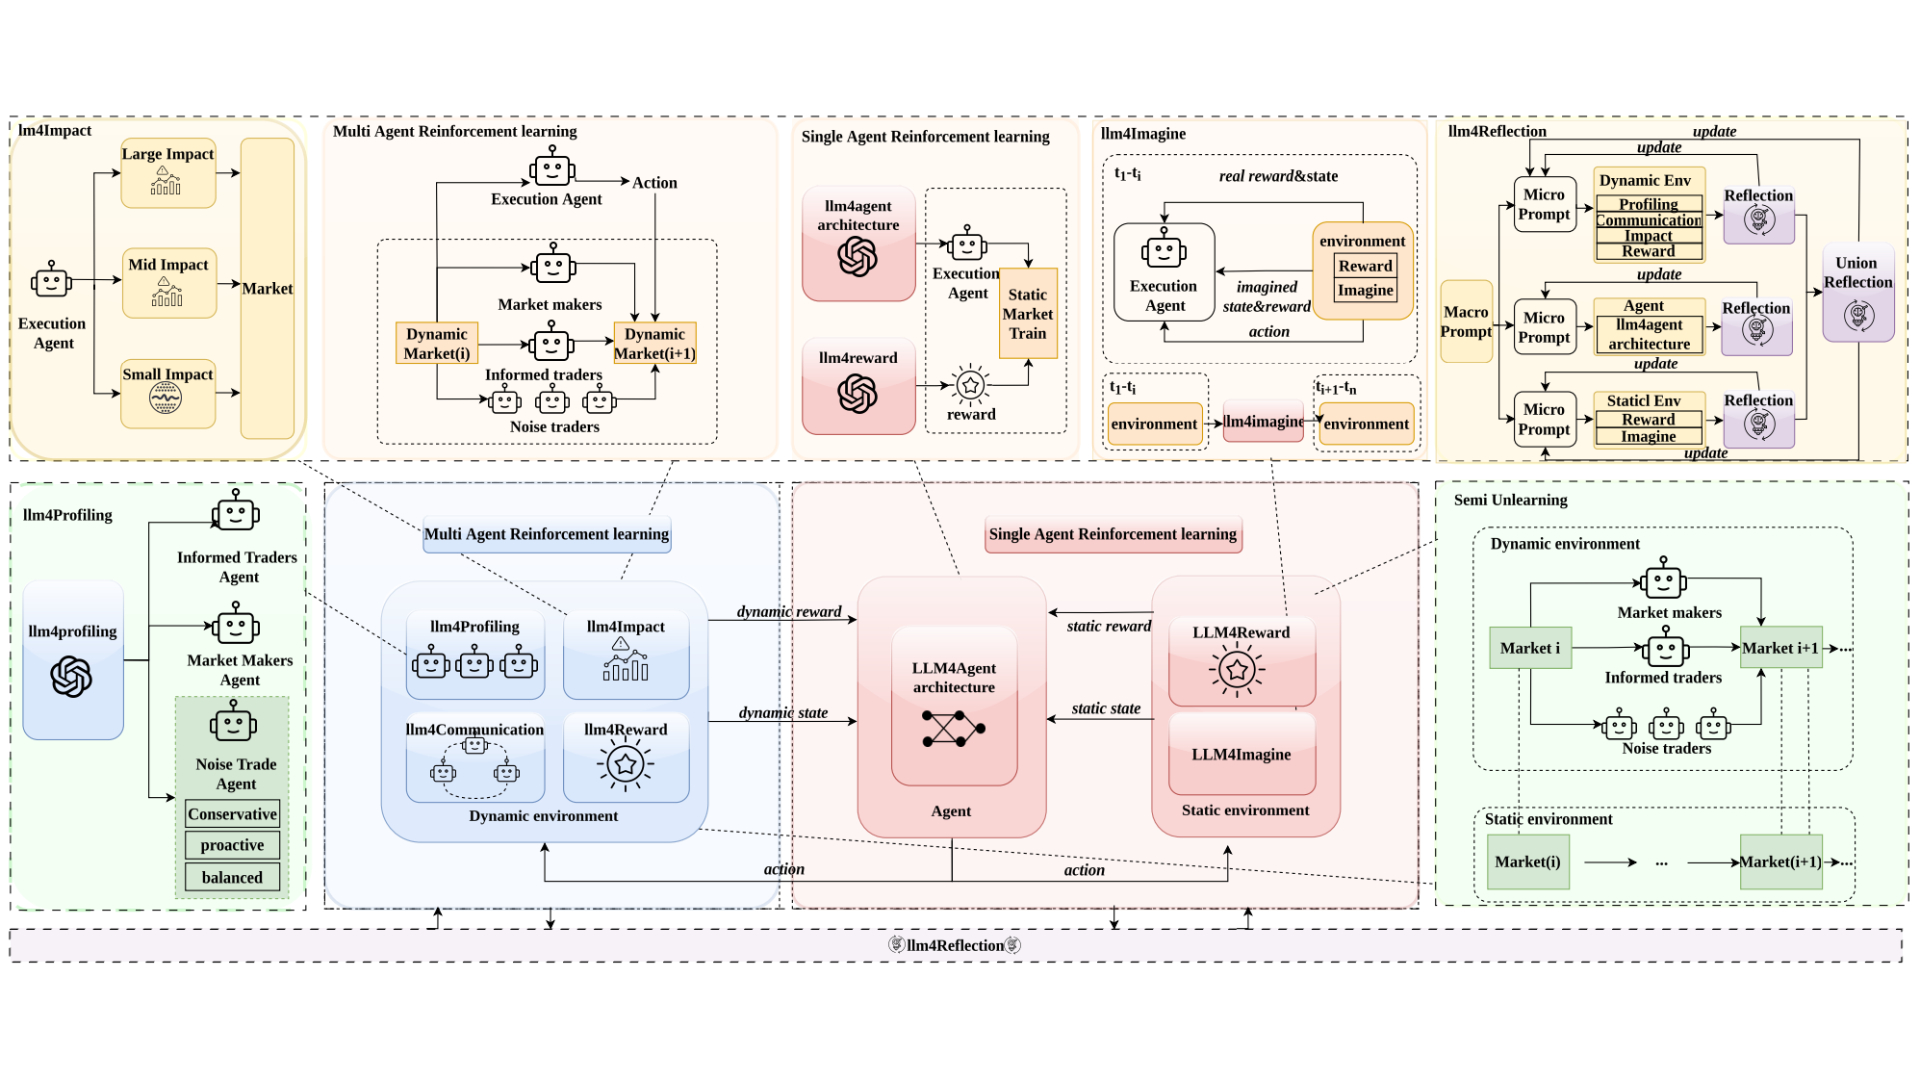 lm4Impact
Large Impact
Mid Impact
Small Impact
Execution
Agent
Market
Multi Agent Reinforcement learning
Execution Agent
Action
Market makers
Dynamic
Market(i)
Dynamic
Market(i+1)
Informed traders
Noise traders
Single Agent Reinforcement learning
llm4agent
architecture
llm4reward
Execution
Agent
Static
Market
Train
reward
llm4Imagine
t1-ti
real reward&state
Execution
Agent
environment
Reward
Imagine
imagined
state&reward
action
t1-ti
environment
llm4imagine
ti+1-tn
environment
llm4Reflection
update
update
Macro
Prompt
Micro
Prompt
Dynamic Env
Profiling
Communication
Impact
Reward
Reflection
update
Micro
Prompt
Agent
llm4agent
architecture
Reflection
update
Micro
Prompt
Staticl Env
Reward
Imagine
Reflection
update
Union
Reflection
llm4Profiling
llm4profiling
Informed Traders
Agent
Market Makers
Agent
Noise Trade
Agent
Conservative
proactive
balanced
Multi Agent Reinforcement learning
llm4Profiling
llm4Impact
llm4Communication
llm4Reward
Dynamic environment
dynamic reward
dynamic state
action
Single Agent Reinforcement learning
LLM4Agent
architecture
Agent
static reward
static state
LLM4Reward
LLM4Imagine
Static environment
action
Semi Unlearning
Dynamic environment
Market makers
Market i
Informed traders
Market i+1
...
Noise traders
Static environment
Market(i)
...
Market(i+1)
...
llm4Reflection